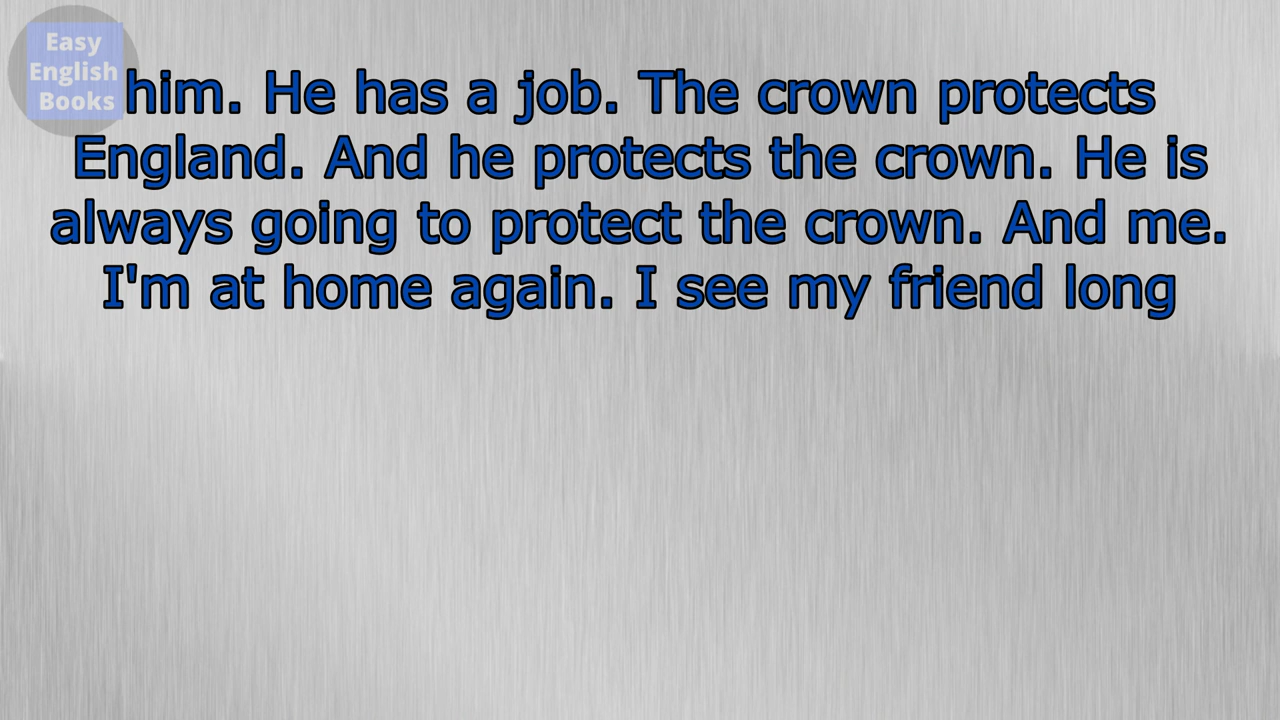 Easy
English
Books
him. He has a job. The crown protects
England. And he protects the crown. He is
always going to protect the crown. And me.
I'm at home again. I see my friend long